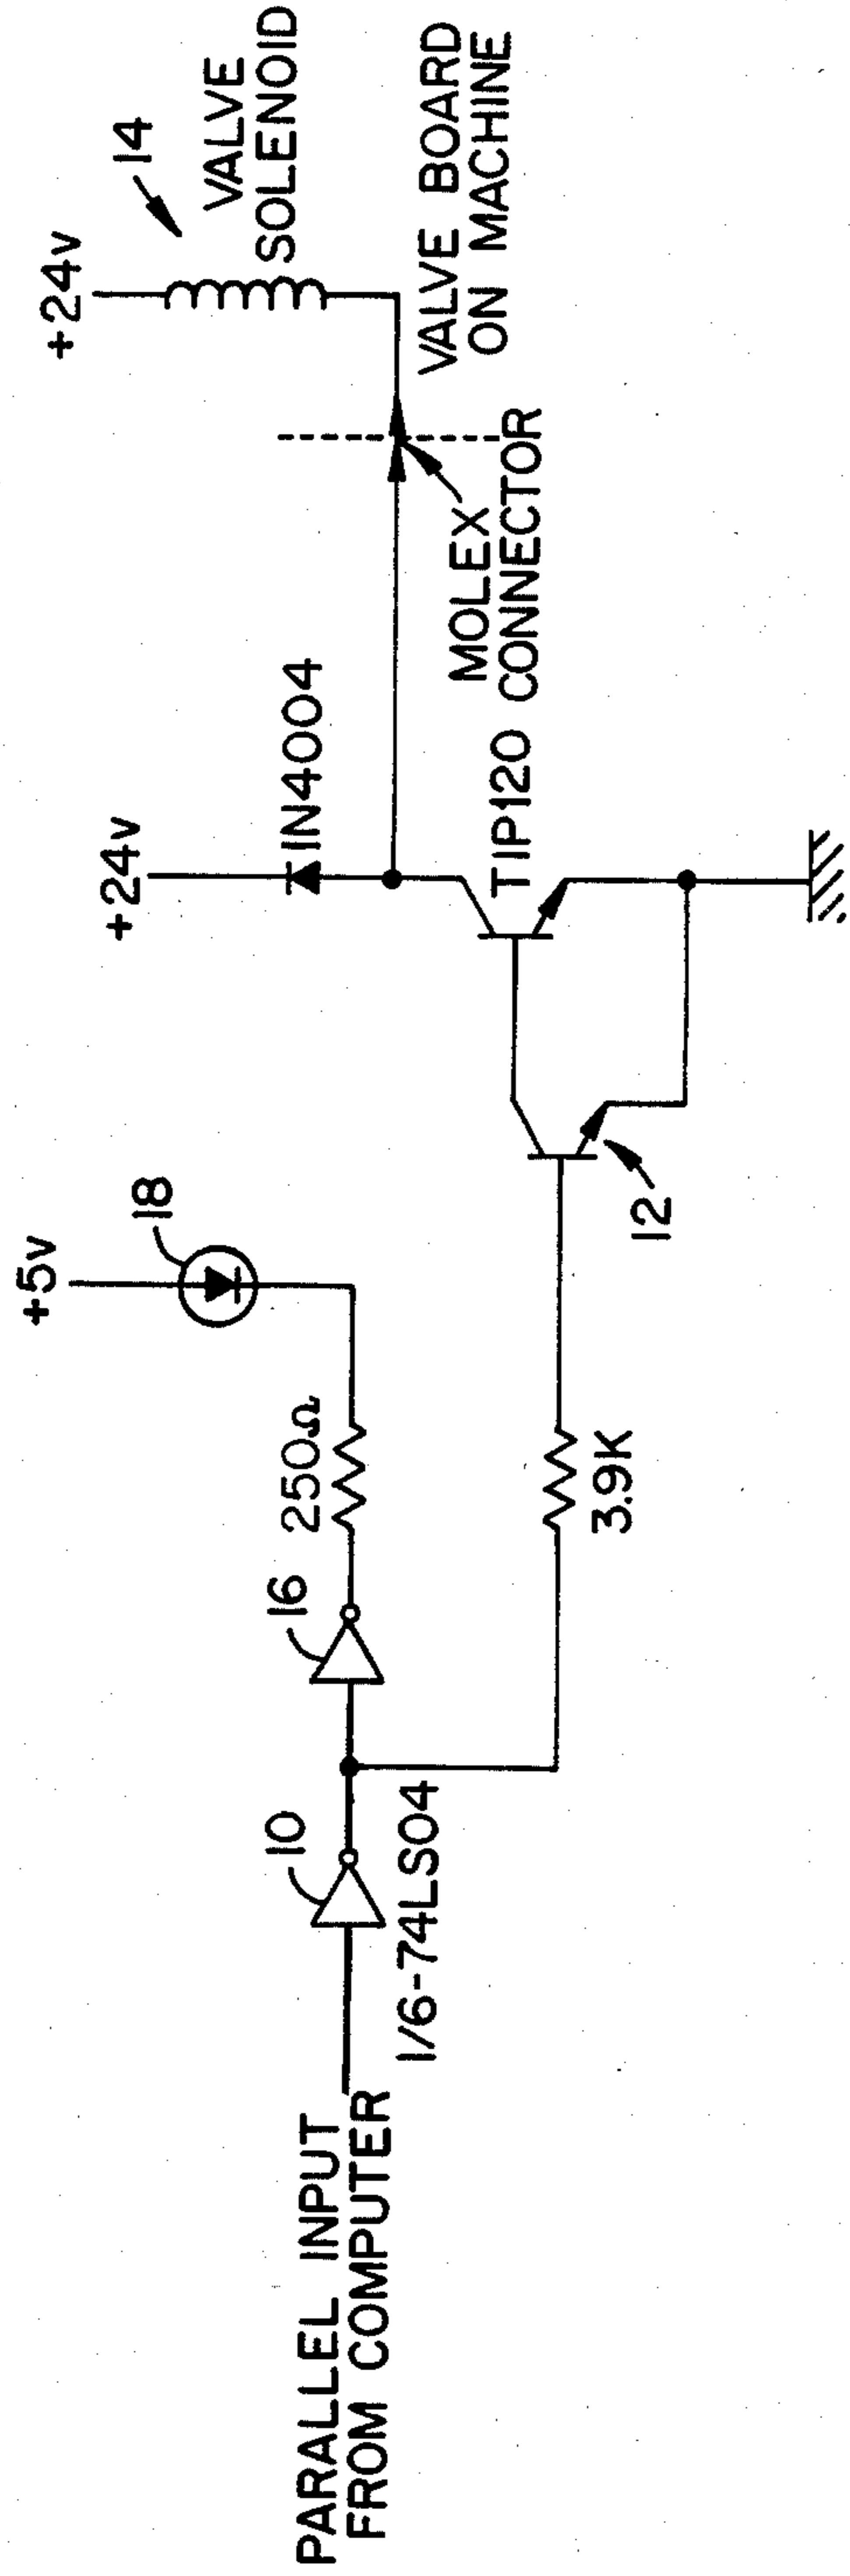 PARALLEL INPUT
FROM COMPUTER
10
1/6-74LS04
16
250Ω
+5v
18
3.9K
12
+24v
IN4004
TIP120
MOLEX
CONNECTOR
+24v
14
VALVE
SOLENOID
VALVE BOARD
ON MACHINE